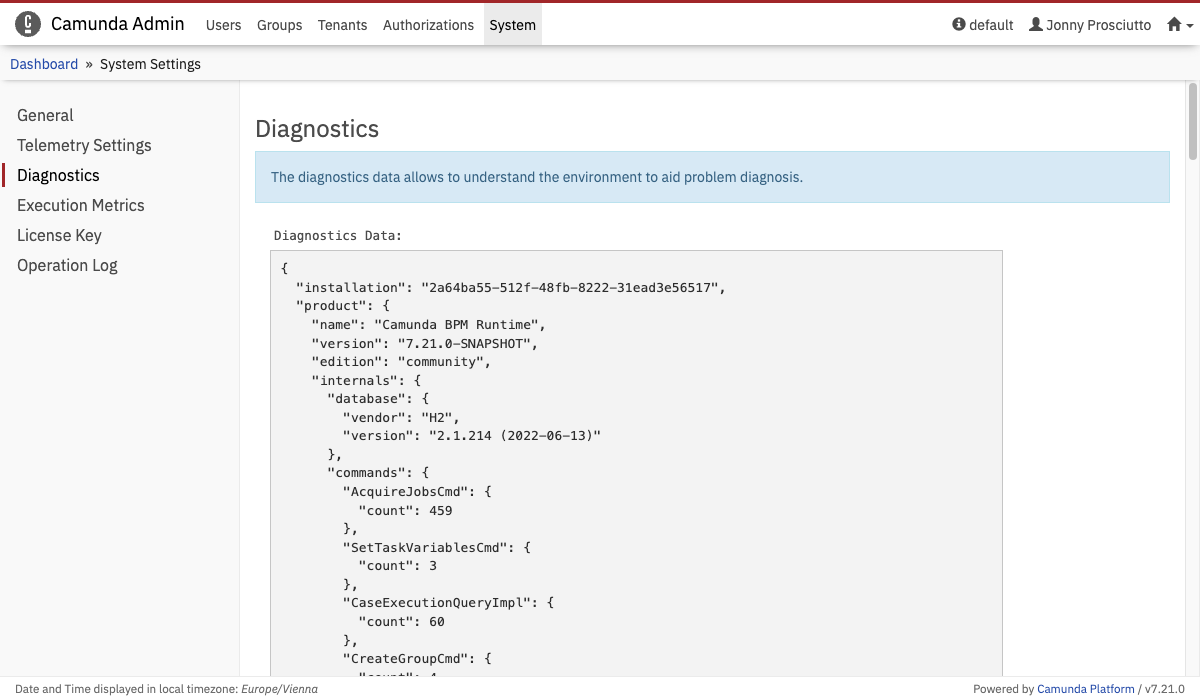 Camunda Admin Users Groups Tenants Authorizations System default Jonny Prosciutto
Dashboard » System Settings
General
Telemetry Settings
Diagnostics
Execution Metrics
License Key
Operation Log
Diagnostics
The diagnostics data allows to understand the environment to aid problem diagnosis.
Diagnostics Data:
{
"installation": "2a64ba55-512f-48fb-8222-31ead3e56517",
"product": {
"name": "Camunda BPM Runtime",
"version": "7.21.0-SNAPSHOT",
"edition": "community",
"internals": {
"database": {
"vendor": "H2",
"version": "2.1.214 (2022-06-13)"
},
"commands": {
"AcquireJobsCmd": {
"count": 459
},
"SetTaskVariablesCmd": {
"count": 3
},
"CaseExecutionQueryImpl": {
"count": 60
},
"CreateGroupCmd": {
"count": 4
Date and Time displayed in local timezone: Europe/Vienna
Powered by Camunda Platform / v7.21.0